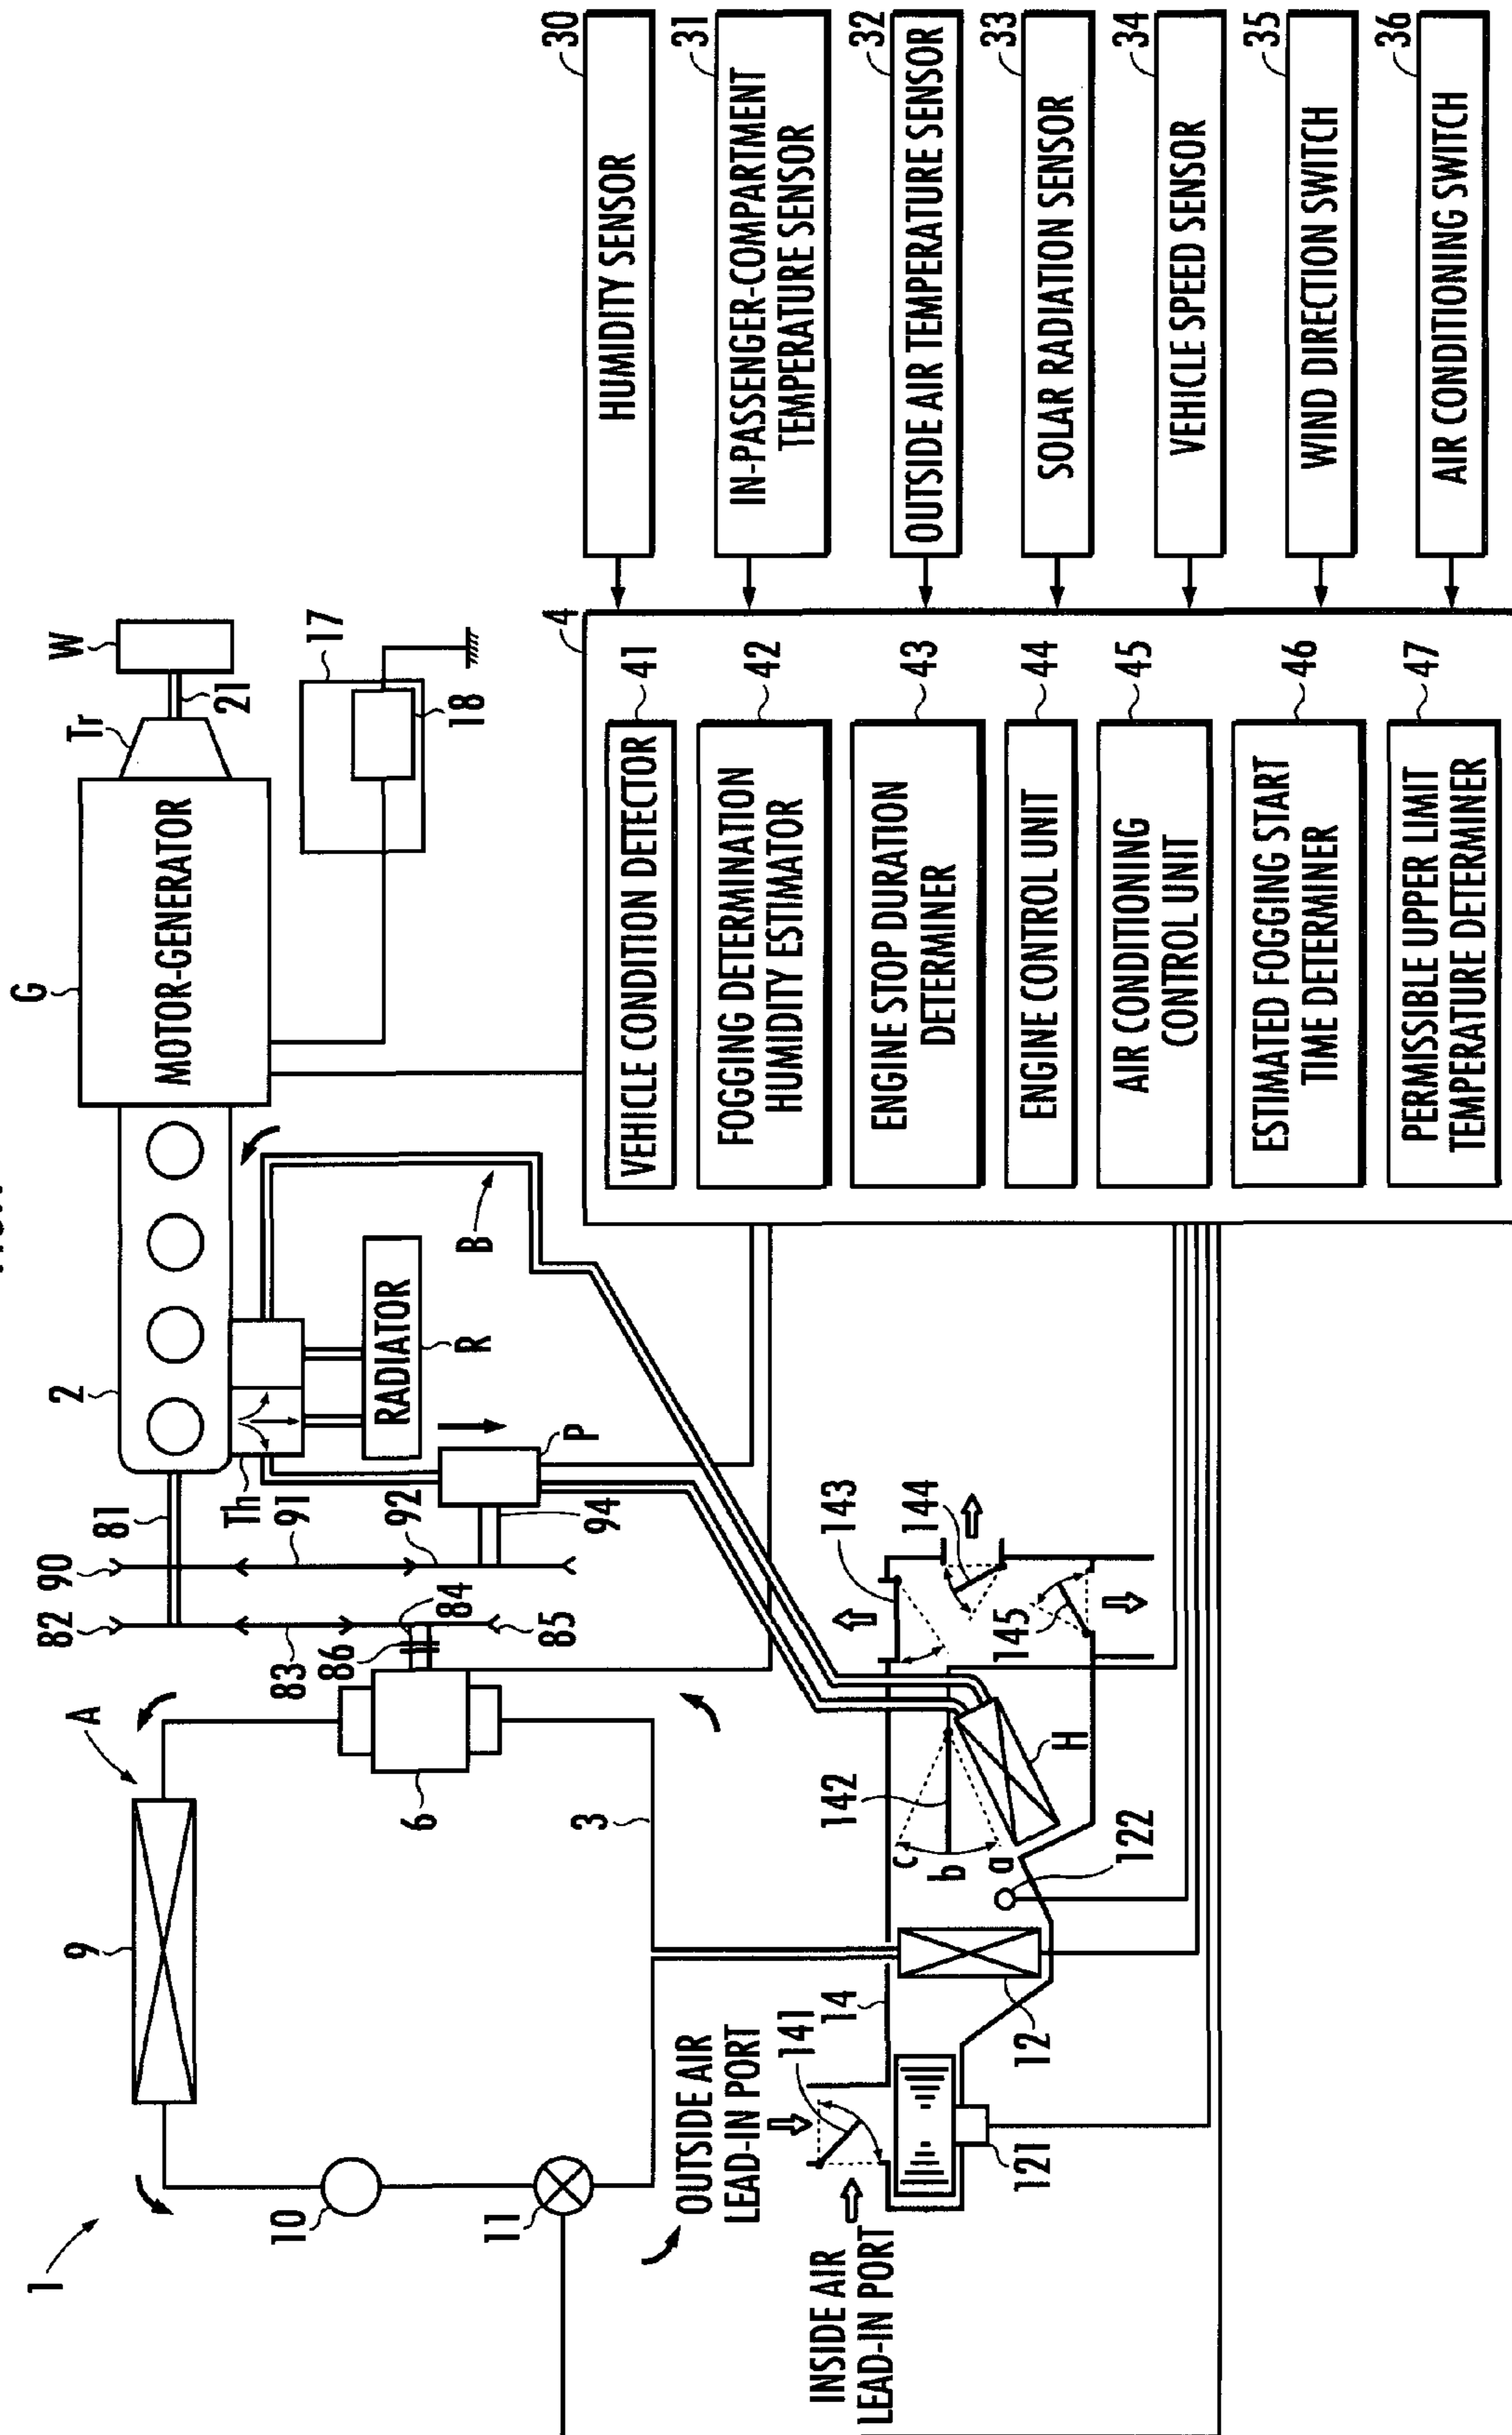 1
A
9
10
11
6
3
82
90
81
83
86
84
85
91
92
94
Th
P
2
RADIATOR
R
B
G
MOTOR-GENERATOR
Tr
21
W
17
18
OUTSIDE AIR
LEAD-IN PORT
INSIDE AIR
LEAD-IN PORT
141
14
121
12
122
142
a
b
c
H
143
144
145
4
VEHICLE CONDITION DETECTOR
41
FOGGING DETERMINATION
HUMIDITY ESTIMATOR
42
ENGINE STOP DURATION
DETERMINER
43
ENGINE CONTROL UNIT
44
AIR CONDITIONING
CONTROL UNIT
45
ESTIMATED FOGGING START
TIME DETERMINER
46
PERMISSIBLE UPPER LIMIT
TEMPERATURE DETERMINER
47
HUMIDITY SENSOR
30
IN-PASSENGER-COMPARTMENT
TEMPERATURE SENSOR
31
OUTSIDE AIR TEMPERATURE SENSOR
32
SOLAR RADIATION SENSOR
33
VEHICLE SPEED SENSOR
34
WIND DIRECTION SWITCH
35
AIR CONDITIONING SWITCH
36